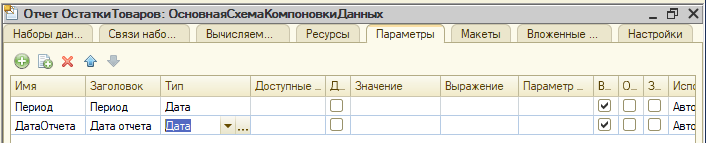 Отчет ОстаткиТоваров: ОсновнаяСхемаКомпоновкиДанных
Наборы дан... Связи набо... Вычисляем... Ресурсы Параметры Макеты Вложенные ... Настройки
Имя Заголовок Тип Доступные ... Д... Значение Выражение Параметр ... В... О... З... Испо
Период Период Дата Авто
ДатаОтчета Дата отчета Дата ... Авто